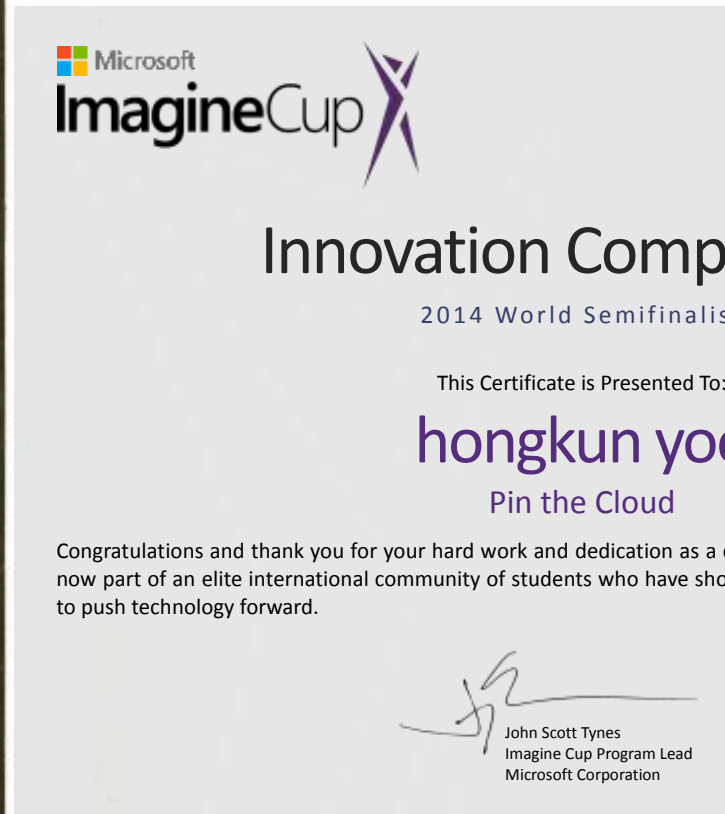 Microsoft
ImagineCup
Innovation Comp
2014 World Semifinalis
This Certificate is Presented To:
hongkun yoo
Pin the Cloud
Congratulations and thank you for your hard work and dedication as a
now part of an elite international community of students who have sho
to push technology forward.
John Scott Tynes
Imagine Cup Program Lead
Microsoft Corporation